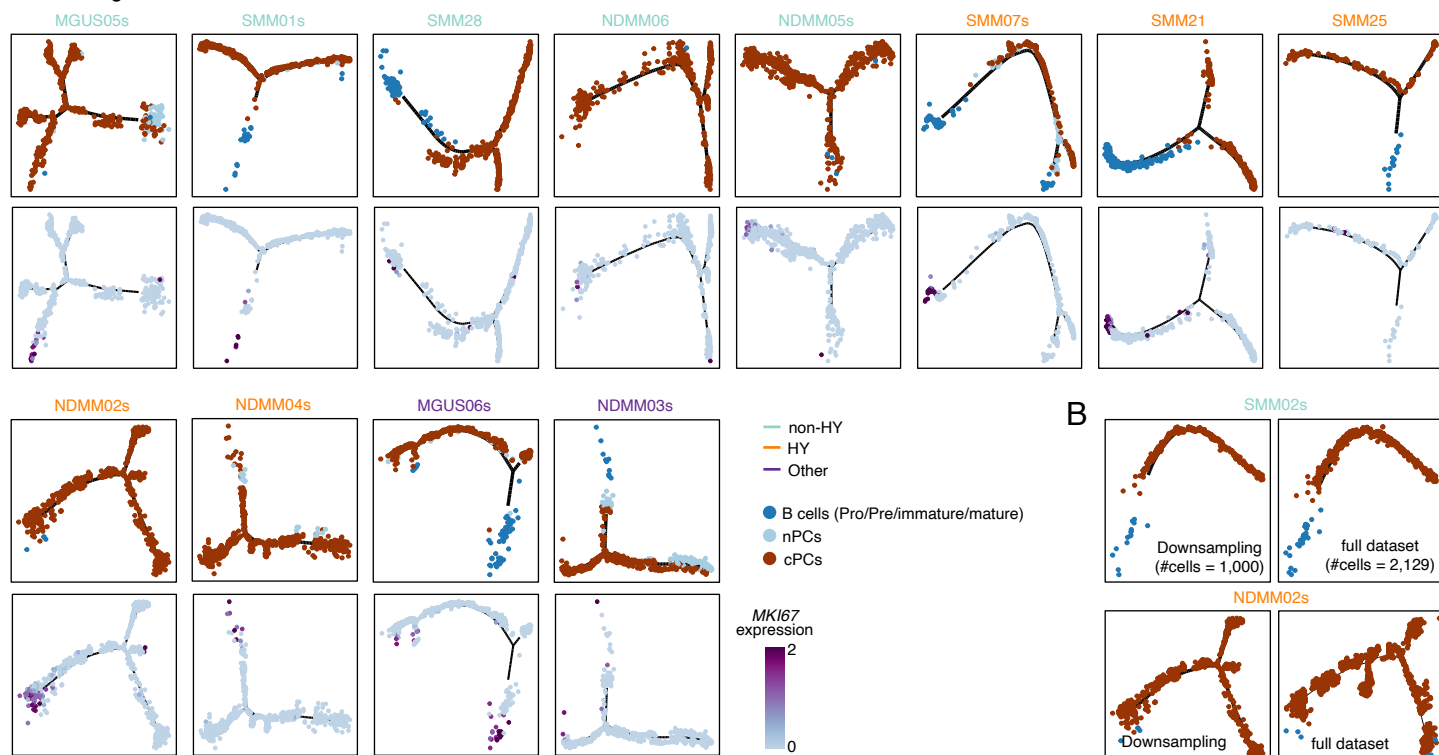 MGUS05s SMM01s SMM28 NDMM06 NDMM05s SMM07s SMM21 SMM25
NDMM02s NDMM04s MGUS06s NDMM03s
non-HY
HY
Other
B cells (Pro/Pre/immature/mature)
nPCs
cPCs
MKI67
expression
2
0
B
SMM02s
Downsampling
(#cells = 1,000)
full dataset
(#cells = 2,129)
NDMM02s
Downsampling
full dataset